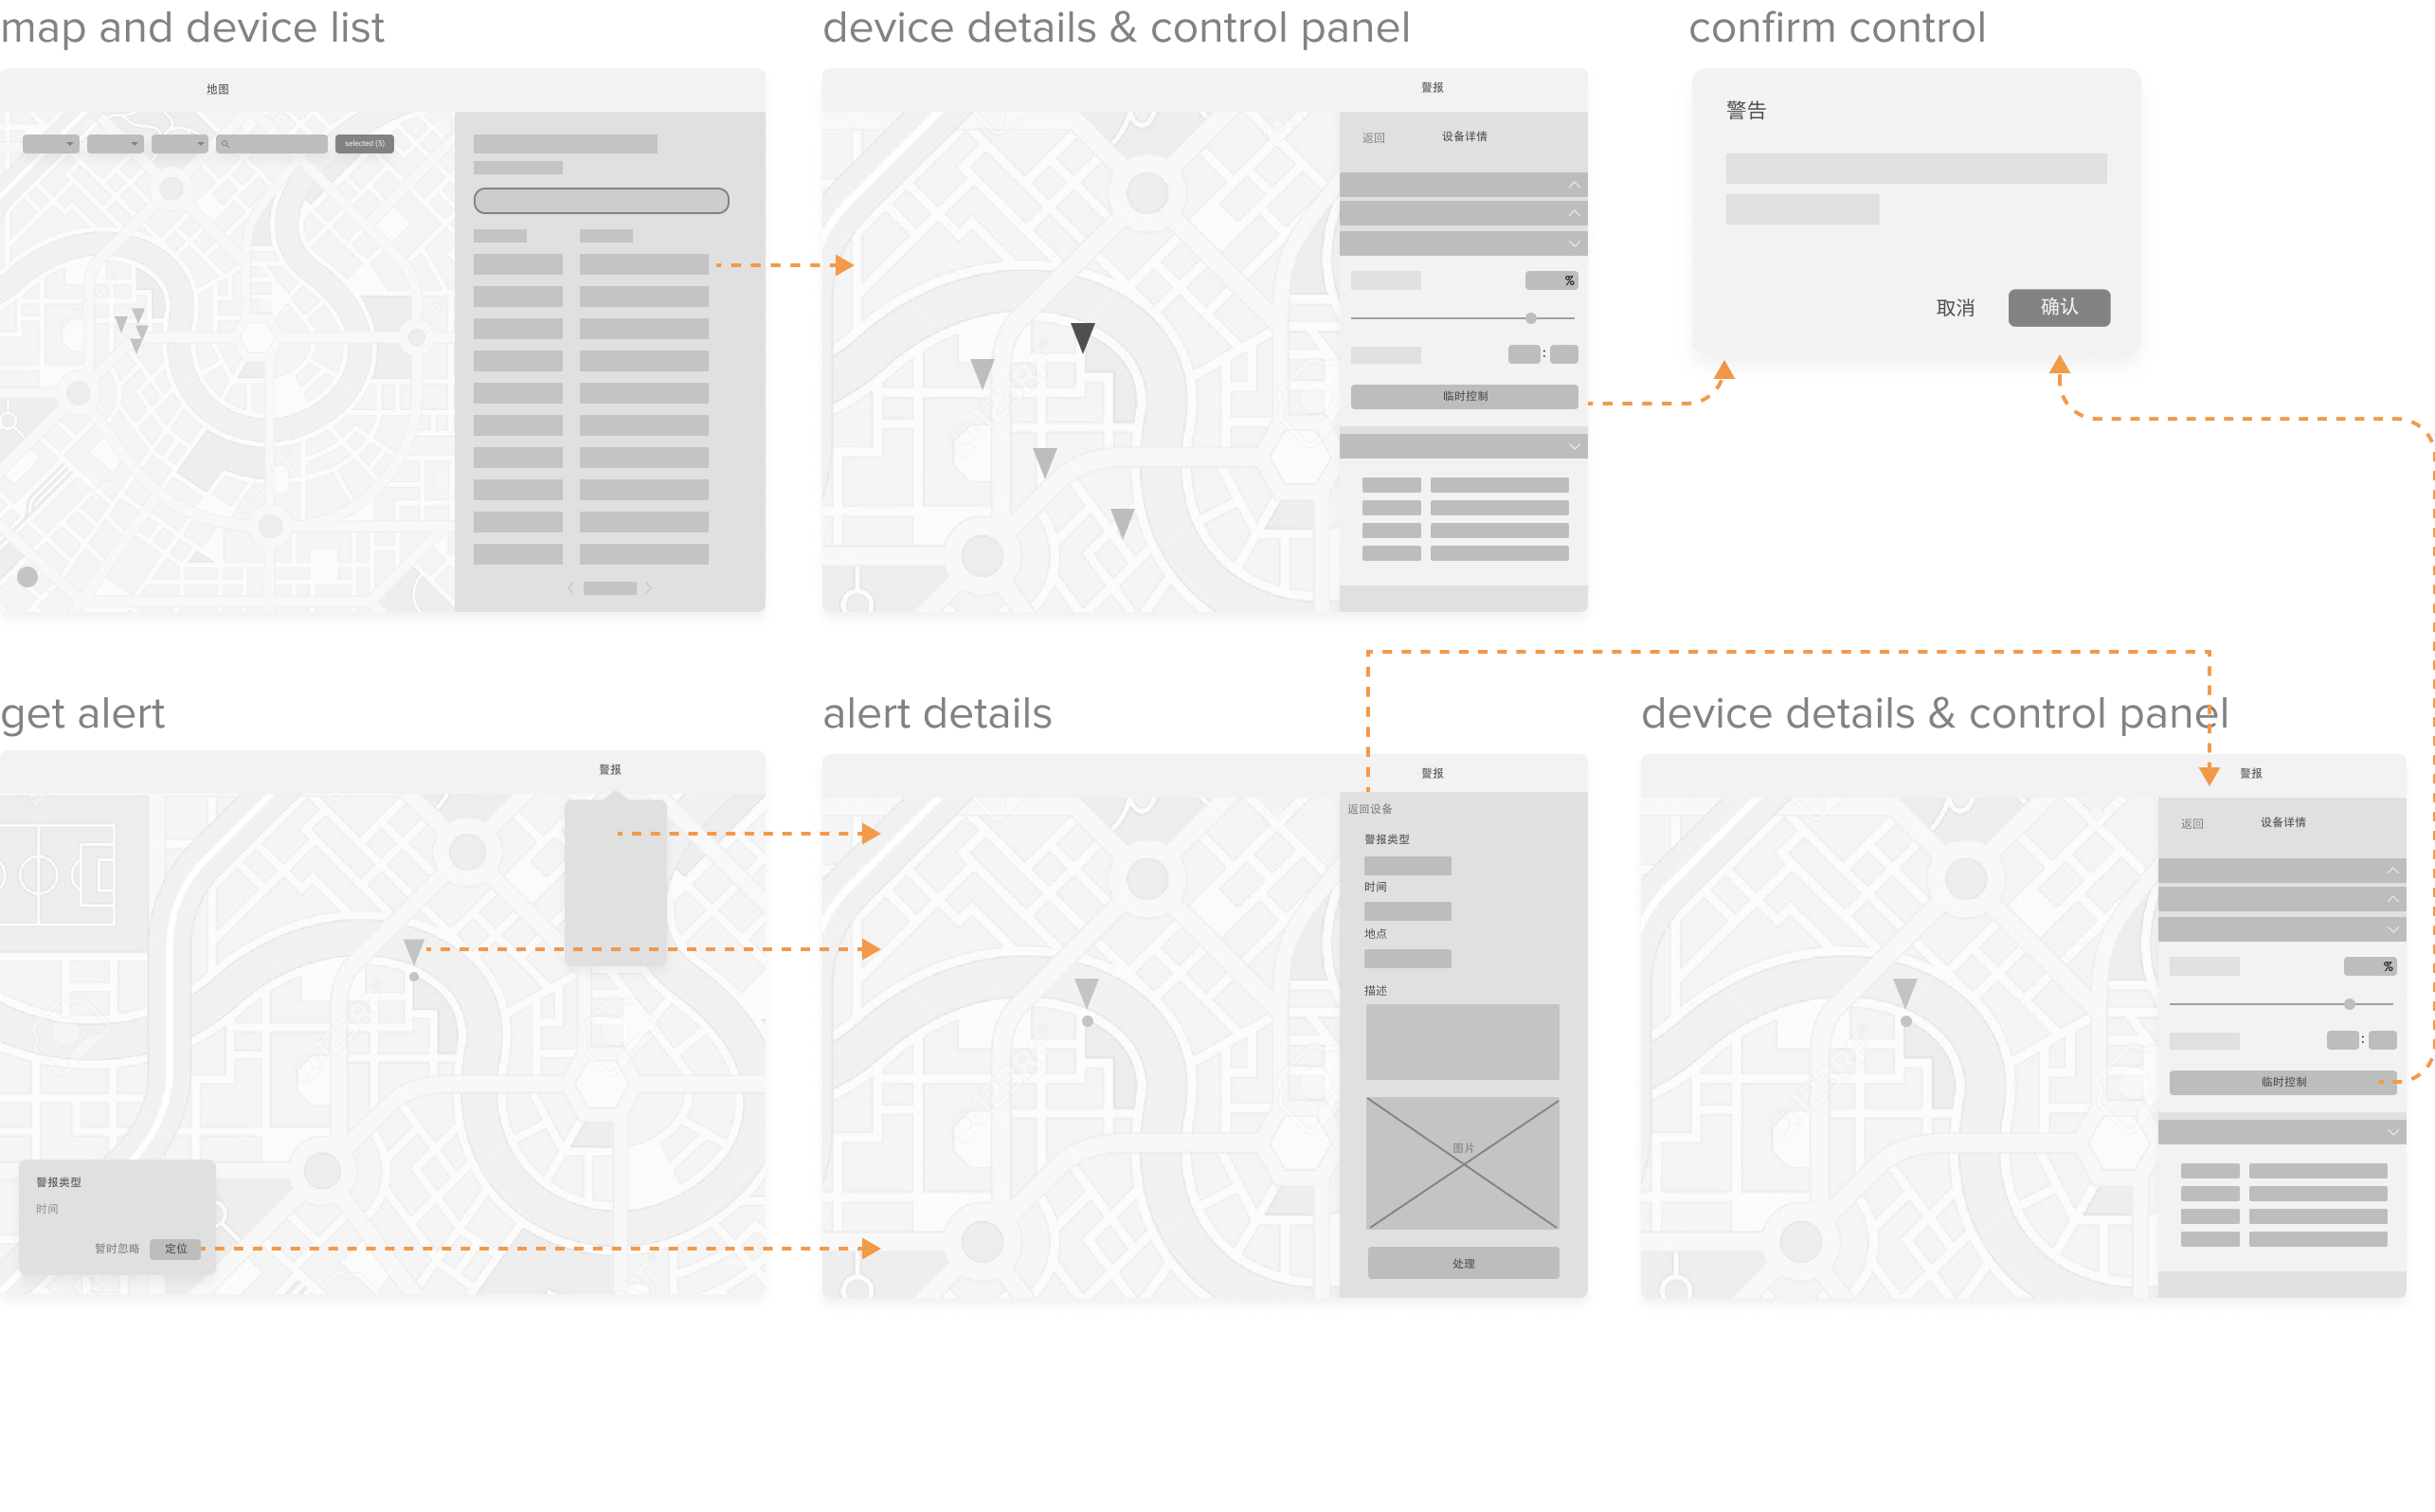 map and device list
device details & control panel
confirm control
地图
selected (5)
警报
返回
设备详情
%
:
临时控制
警告
取消
确认
get alert
alert details
device details & control panel
警报
警报类型
时间
暂时忽略
定位
警报
返回设备
警报类型
时间
地点
描述
图片
处理
警报
返回
设备详情
%
:
临时控制